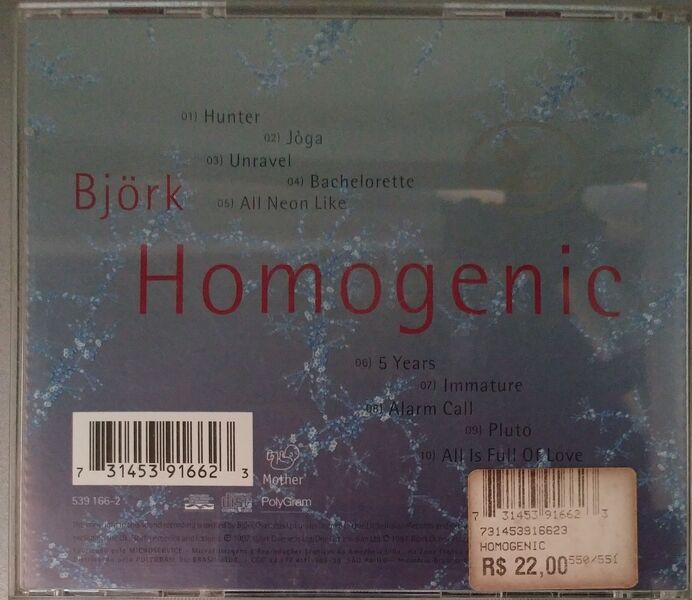 01) Hunter
02) Jòga
03) Unravel
04) Bachelorette
Björk
05) All Neon Like
Homogenic
06) 5 Years
07) Immature
08) Alarm Call
09) Pluto
10) All Is Full Of Love
7 31453 91662 3
Mother
539 166-2
PolyGram
7 31453 91662 3
731453916623
HOMOGENIC
R$ 22,00 550/551